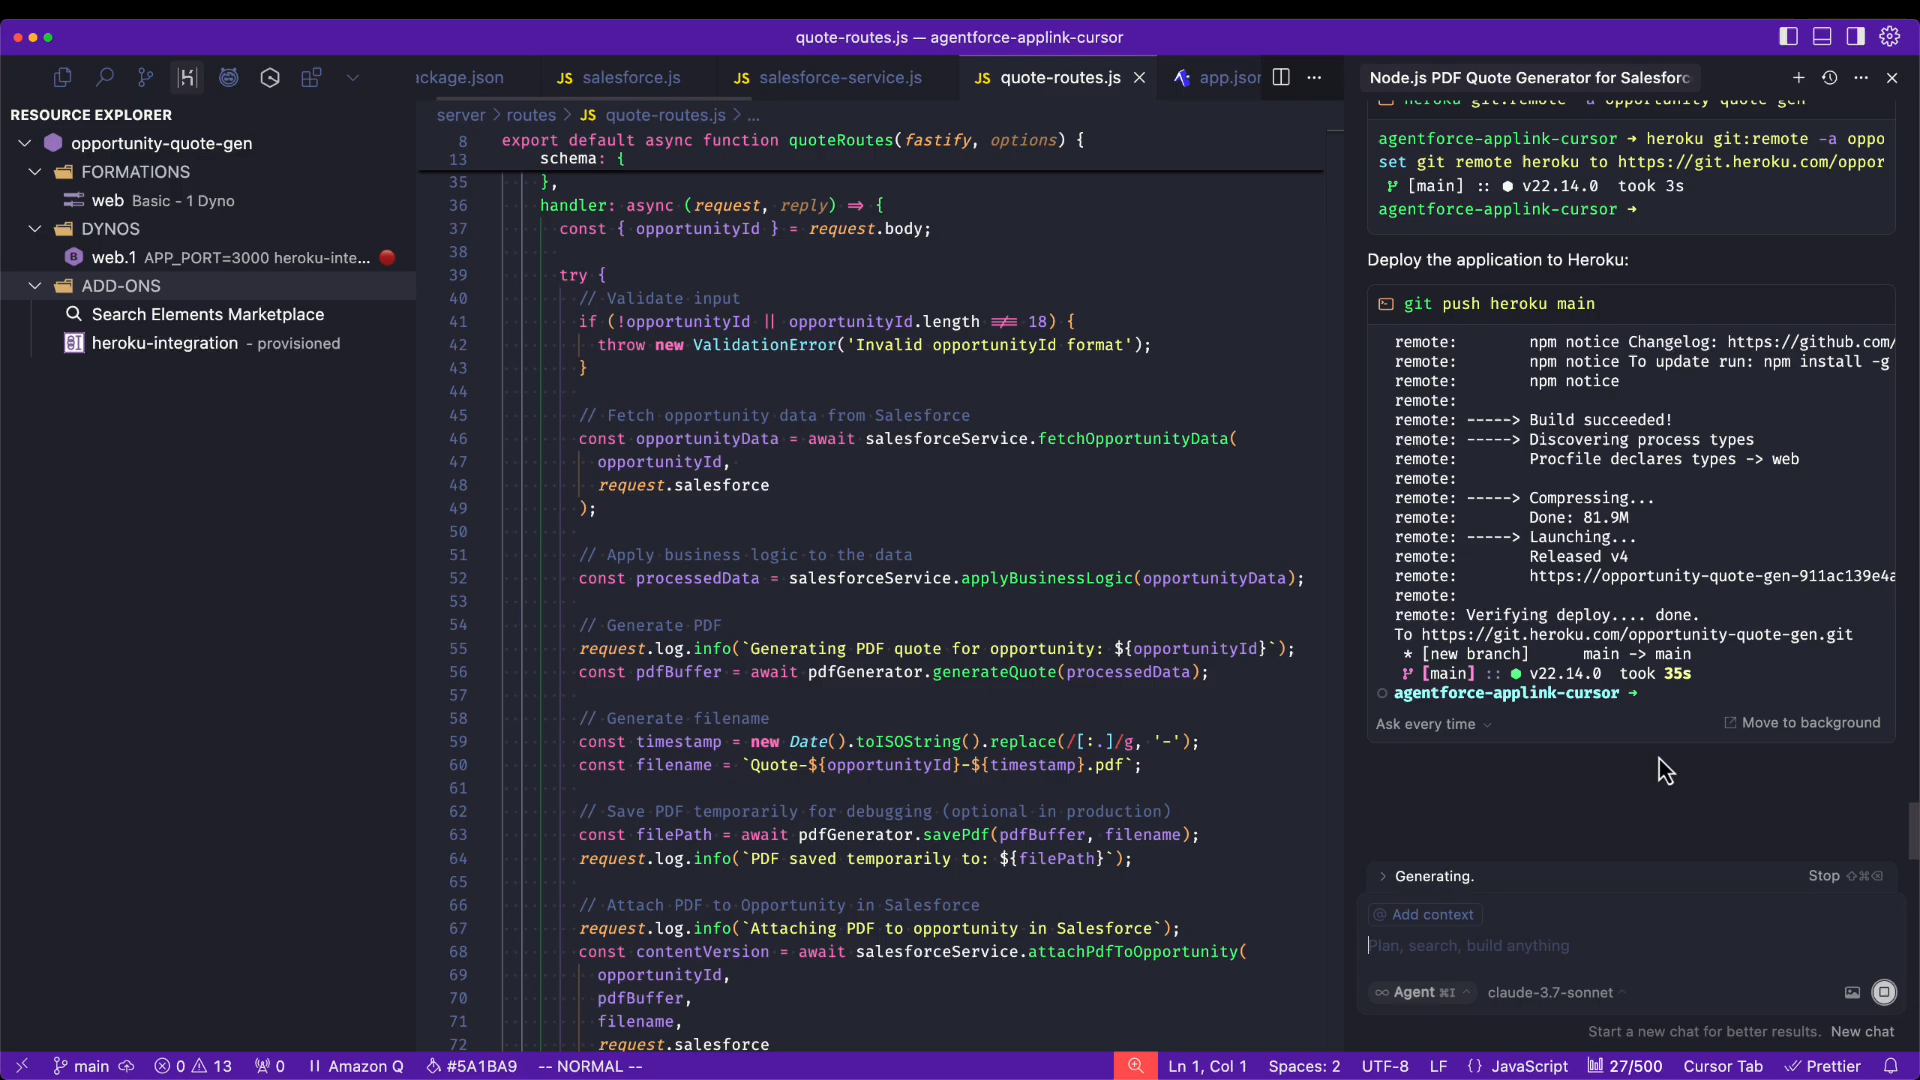 quote-routes.js — agentforce-applink-cursor
RESOURCE EXPLORER
opportunity-quote-gen
FORMATIONS
web Basic - 1 Dyno
DYNOS
web.1 APP_PORT=3000 heroku-inte...
ADD-ONS
Search Elements Marketplace
heroku-integration - provisioned
ackage.json
JS salesforce.js
JS salesforce-service.js
JS quote-routes.js
app.json
server > routes > JS quote-routes.js > ...
8 export default async function quoteRoutes(fastify, options) {
13 schema: {
35 },
36 handler: async (request, reply) => {
37 const { opportunityId } = request.body;
38
39 try {
40 // Validate input
41 if (!opportunityId || opportunityId.length !== 18) {
42 throw new ValidationError('Invalid opportunityId format');
43 }
44
45 // Fetch opportunity data from Salesforce
46 const opportunityData = await salesforceService.fetchOpportunityData(
47 opportunityId,
48 request.salesforce
49 );
50
51 // Apply business logic to the data
52 const processedData = salesforceService.applyBusinessLogic(opportunityData);
53
54 // Generate PDF
55 request.log.info(`Generating PDF quote for opportunity: ${opportunityId}`);
56 const pdfBuffer = await pdfGenerator.generateQuote(processedData);
57
58 // Generate filename
59 const timestamp = new Date().toISOString().replace(/[:.]/g, '-');
60 const filename = `Quote-${opportunityId}-${timestamp}.pdf`;
61
62 // Save PDF temporarily for debugging (optional in production)
63 const filePath = await pdfGenerator.savePdf(pdfBuffer, filename);
64 request.log.info(`PDF saved temporarily to: ${filePath}`);
65
66 // Attach PDF to Opportunity in Salesforce
67 request.log.info(`Attaching PDF to opportunity in Salesforce`);
68 const contentVersion = await salesforceService.attachPdfToOpportunity(
69 opportunityId,
70 pdfBuffer,
71 filename,
72 request.salesforce
Node.js PDF Quote Generator for Salesforc
heroku git:remote -a opportunity-quote-gen
agentforce-applink-cursor → heroku git:remote -a oppo
set git remote heroku to https://git.heroku.com/oppor
[main] :: v22.14.0 took 3s
agentforce-applink-cursor →
Deploy the application to Heroku:
git push heroku main
remote: npm notice Changelog: https://github.com/
remote: npm notice To update run: npm install -g
remote: npm notice
remote:
remote: -----> Build succeeded!
remote: -----> Discovering process types
remote: Procfile declares types -> web
remote:
remote: -----> Compressing...
remote: Done: 81.9M
remote: -----> Launching...
remote: Released v4
remote: https://opportunity-quote-gen-911ac139e4a
remote:
remote: Verifying deploy.... done.
To https://git.heroku.com/opportunity-quote-gen.git
* [new branch] main -> main
[main] :: v22.14.0 took 35s
agentforce-applink-cursor →
Ask every time
Move to background
Generating.
Stop ⇧⌘⌫
@ Add context
Plan, search, build anything
∞ Agent ⌘I
claude-3.7-sonnet
Start a new chat for better results. New chat
main
0 13
0
Amazon Q
#5A1BA9
-- NORMAL --
Ln 1, Col 1
Spaces: 2
UTF-8
LF
{} JavaScript
27/500
Cursor Tab
Prettier